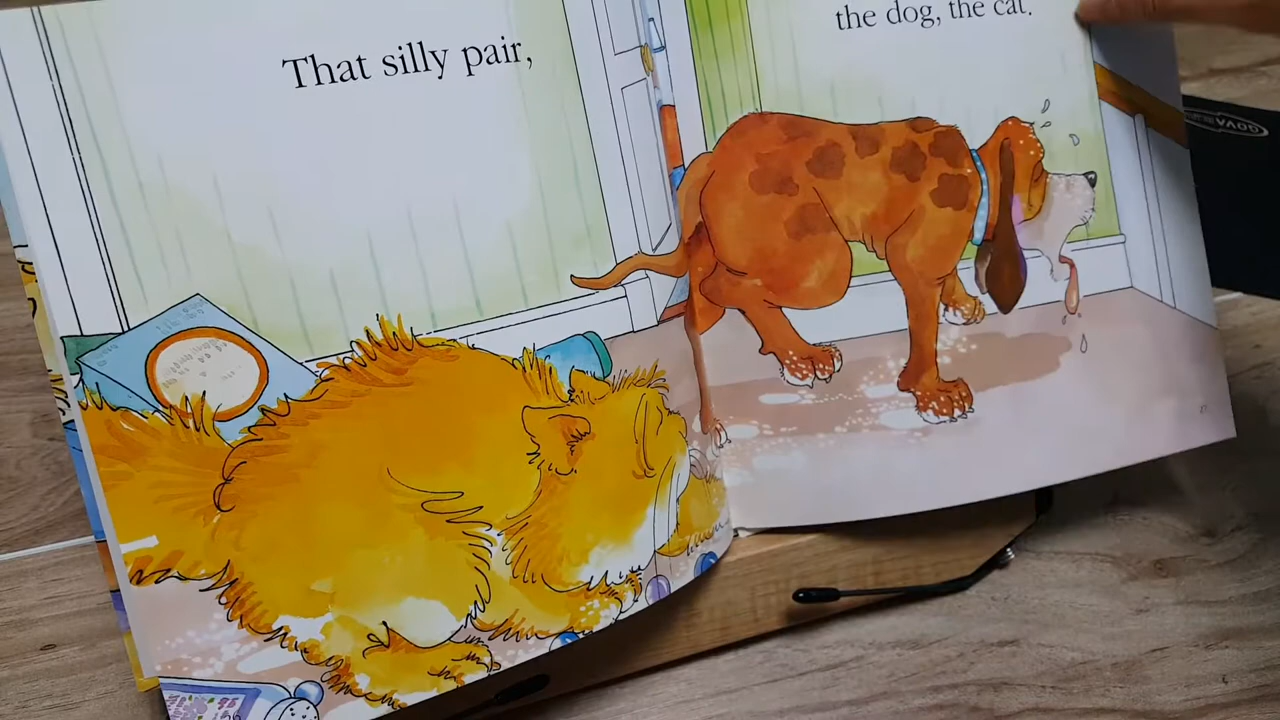 That silly pair,
the dog, the cat.